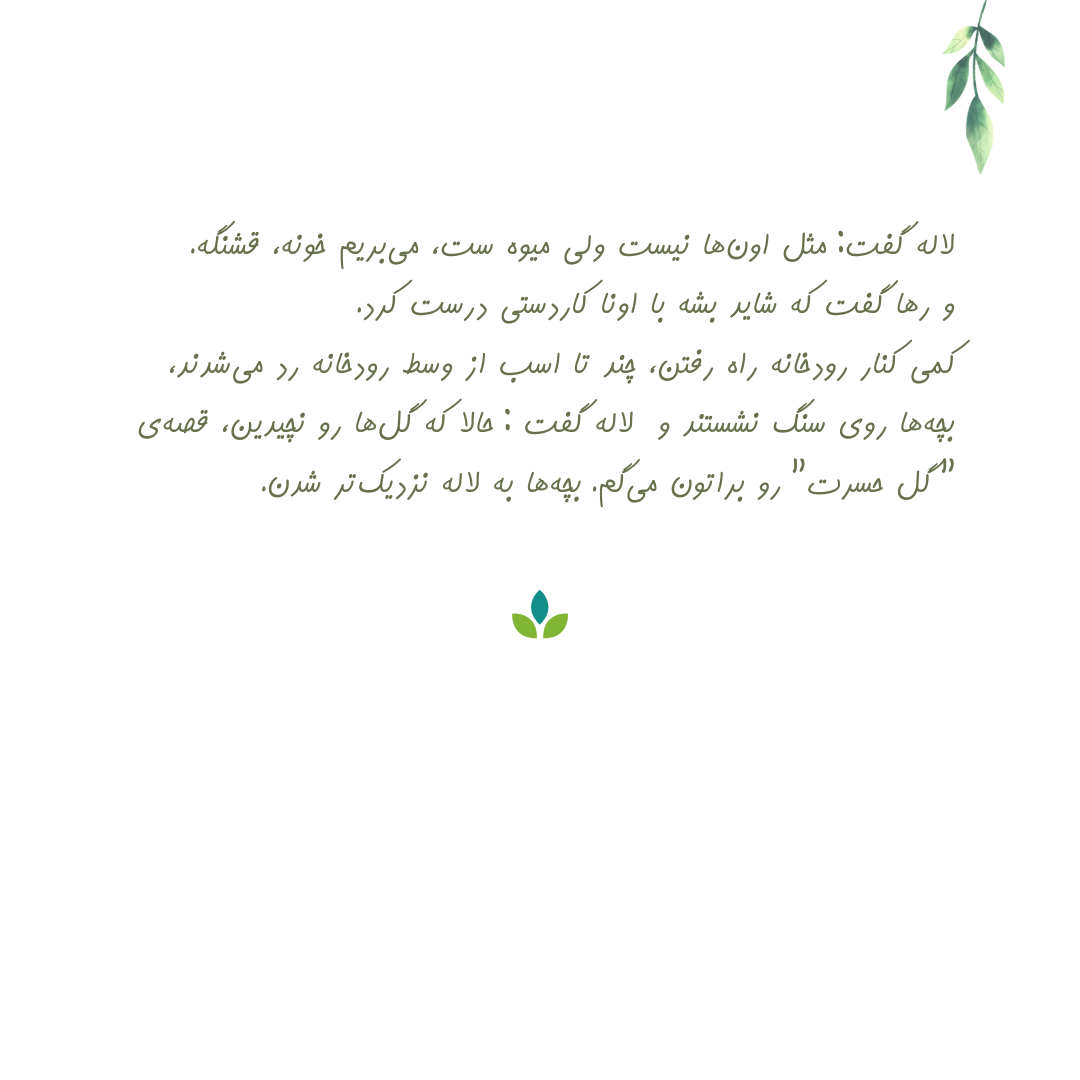 لاله گفت: مثل اون‌ها نیست ولی میوه ست، می‌بریم خونه، قشنگه.
و رها گفت که شاید بشه با اونا کاردستی درست کرد.
کمی کنار رودخانه راه رفتن، چند تا اسب از وسط رودخانه رد می‌شدند،
بچه‌ها روی سنگ نشستند و لاله گفت : حالا که گل‌ها رو نچیدین، قصه‌ی
"گل حسرت" رو براتون می‌گم. بچه‌ها به لاله نزدیک‌تر شدن.